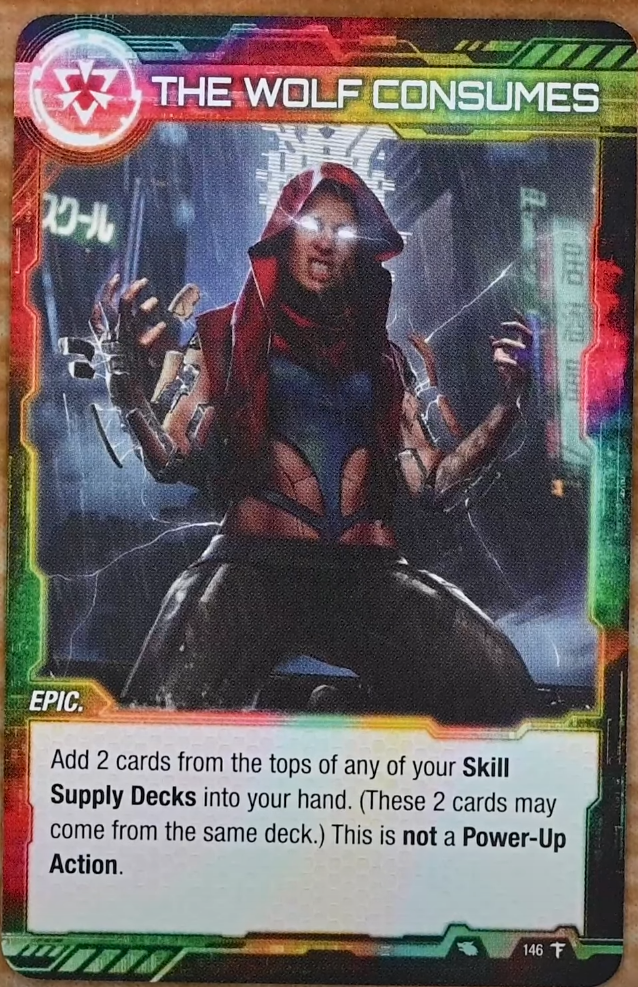 THE WOLF CONSUMES
スクール
EPIC.
Add 2 cards from the tops of any of your Skill
Supply Decks into your hand. (These 2 cards may
come from the same deck.) This is not a Power-Up
Action.
146